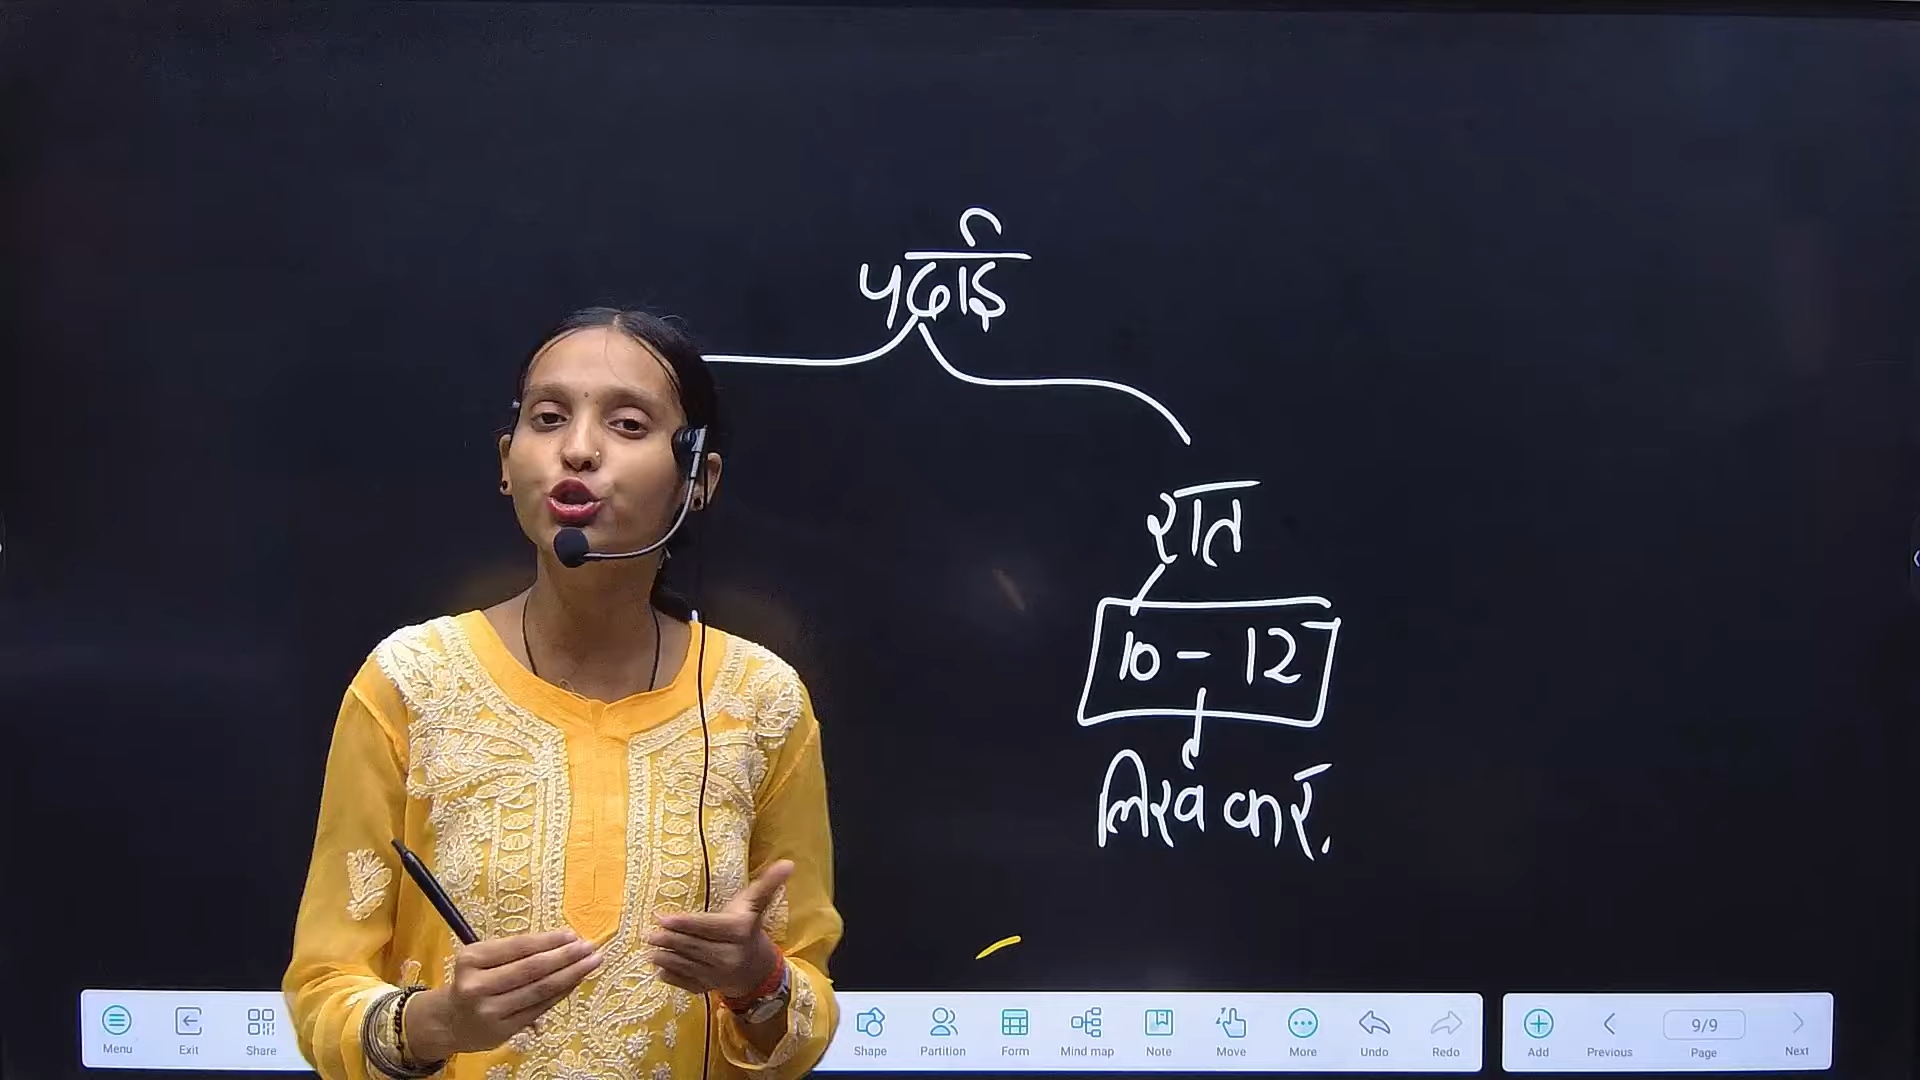 पढाई
रात
10 - 12
लिख कर.
Menu Exit Share Shape Partition Form Mind map Note Move More Undo Redo Add Previous 9/9 Page Next